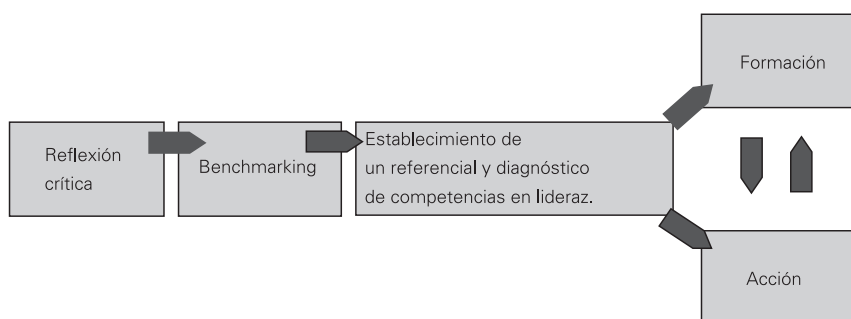 Reflexión
crítica
Benchmarking
Establecimiento de
un referencial y diagnóstico
de competencias en lideraz.
Formación
Acción